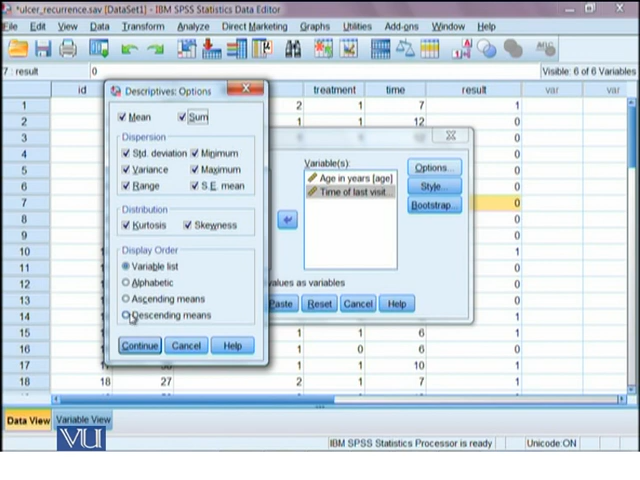 *ulcer_recurrence.sav [DataSet1] - IBM SPSS Statistics Data Editor
File Edit View Data Transform Analyze Direct Marketing Graphs Utilities Add-ons Window Help
7 : result 0 Visible: 6 of 6 Variables
id treatment time result var var
1 2 1 7 1
2 1 1 12 0
3 0
4 0
5 0
6 0
7 0
8 0
9 0
10 1
11 0
12 0
13 0
14 1
15 1 1 6 1
16 1 0 6 0
17 1 1 10 1
18 18 27 2 1 7 1
Descriptives: Options
Mean Sum
Dispersion
Std. deviation Minimum
Variance Maximum
Range S.E. mean
Distribution
Kurtosis Skewness
Display Order
Variable list
Alphabetic
Ascending means
Descending means
Continue Cancel Help
Variable(s):
Age in years [age]
Time of last visit...
Options...
Style...
Bootstrap...
values as variables
Paste Reset Cancel Help
Data View Variable View
VU
IBM SPSS Statistics Processor is ready Unicode:ON